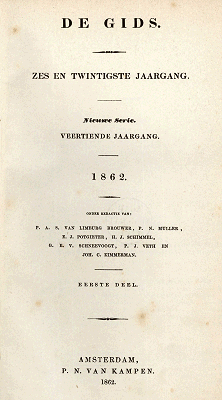 DE GIDS.
ZES EN TWINTIGSTE JAARGANG.
Nieuwe Serie.
VEERTIENDE JAARGANG.
1862.
ONDER REDACTIE VAN:
P. A. S. VAN LIMBURG BROUWER, P. N. MULLER,
E. J. POTGIETER, H. J. SCHIMMEL,
G. E. V. SCHNEEVOOGT, P. J. VETH EN
JOH. C. ZIMMERMAN.
EERSTE DEEL.
AMSTERDAM,
P. N. VAN KAMPEN.
1862.